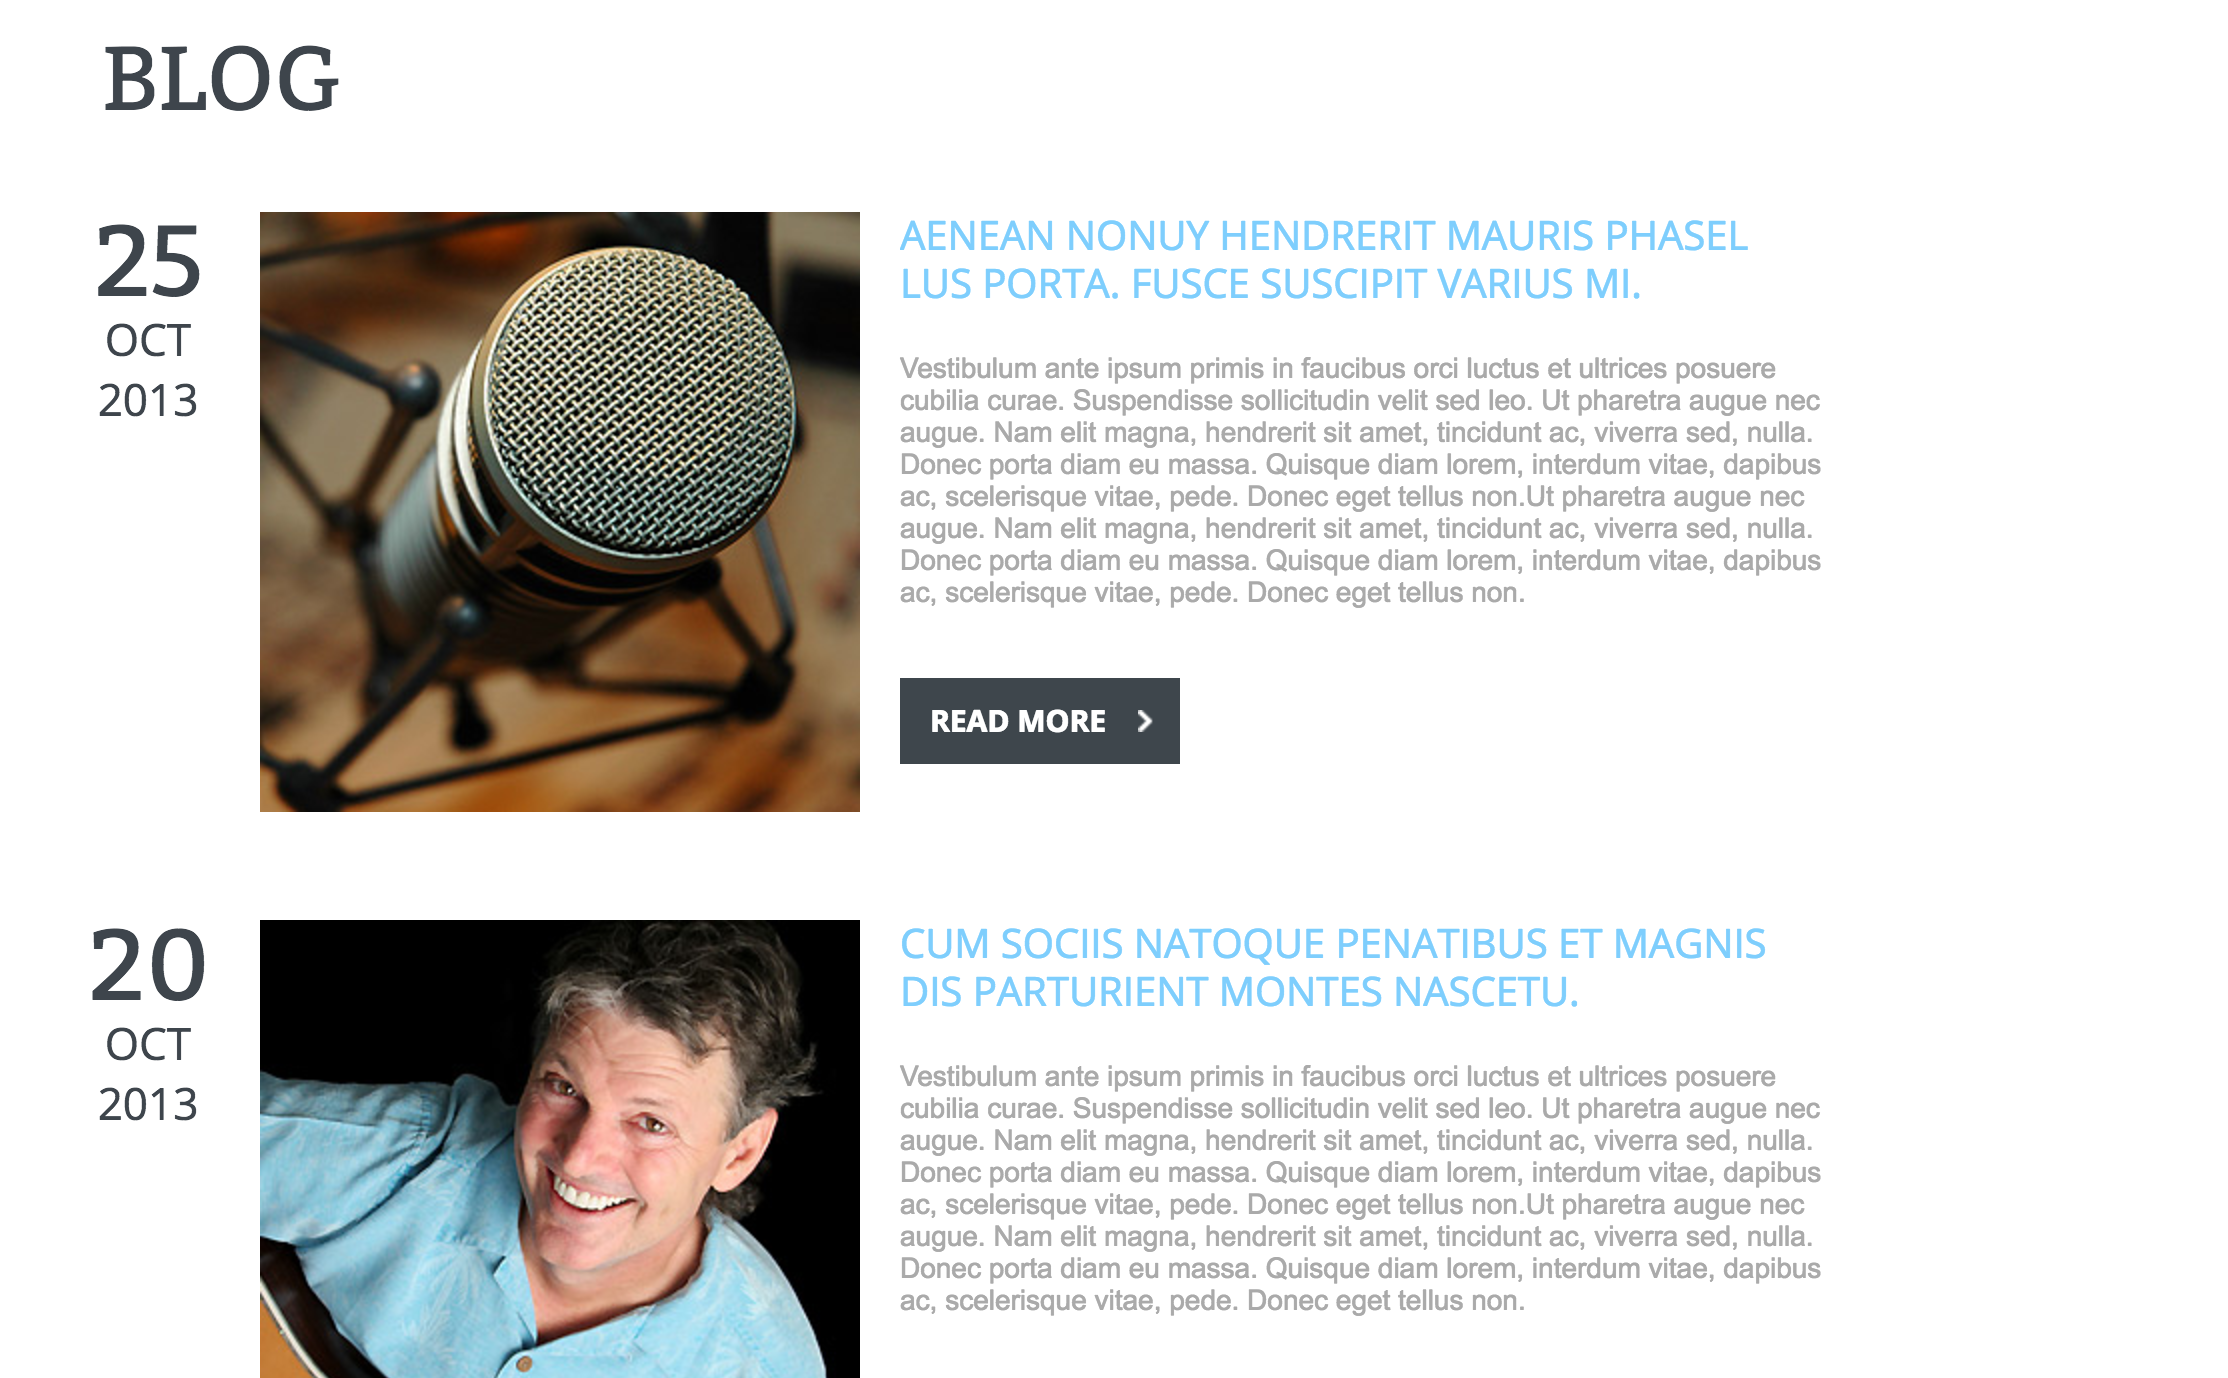 BLOG
25
OCT
2013
AENEAN NONUY HENDRERIT MAURIS PHASEL
LUS PORTA. FUSCE SUSCIPIT VARIUS MI.
Vestibulum ante ipsum primis in faucibus orci luctus et ultrices posuere
cubilia curae. Suspendisse sollicitudin velit sed leo. Ut pharetra augue nec
augue. Nam elit magna, hendrerit sit amet, tincidunt ac, viverra sed, nulla.
Donec porta diam eu massa. Quisque diam lorem, interdum vitae, dapibus
ac, scelerisque vitae, pede. Donec eget tellus non.Ut pharetra augue nec
augue. Nam elit magna, hendrerit sit amet, tincidunt ac, viverra sed, nulla.
Donec porta diam eu massa. Quisque diam lorem, interdum vitae, dapibus
ac, scelerisque vitae, pede. Donec eget tellus non.
READ MORE
20
OCT
2013
CUM SOCIIS NATOQUE PENATIBUS ET MAGNIS
DIS PARTURIENT MONTES NASCETU.
Vestibulum ante ipsum primis in faucibus orci luctus et ultrices posuere
cubilia curae. Suspendisse sollicitudin velit sed leo. Ut pharetra augue nec
augue. Nam elit magna, hendrerit sit amet, tincidunt ac, viverra sed, nulla.
Donec porta diam eu massa. Quisque diam lorem, interdum vitae, dapibus
ac, scelerisque vitae, pede. Donec eget tellus non.Ut pharetra augue nec
augue. Nam elit magna, hendrerit sit amet, tincidunt ac, viverra sed, nulla.
Donec porta diam eu massa. Quisque diam lorem, interdum vitae, dapibus
ac, scelerisque vitae, pede. Donec eget tellus non.